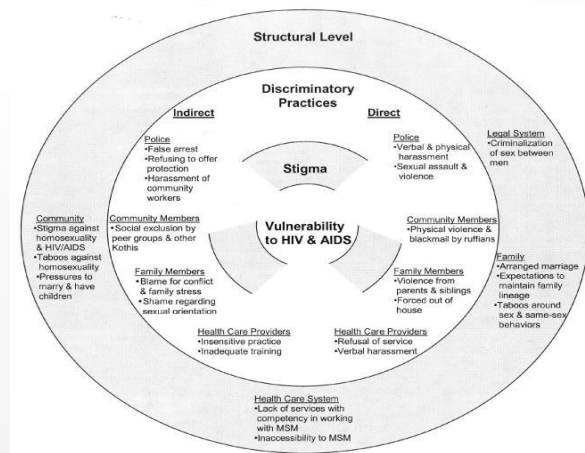 Structural Level
Discriminatory
Practices
Indirect
Direct
Police
•False arrest
•Refusing to offer
protection
•Harassment of
community
workers
Police
•Verbal & physical
harassment
•Sexual assault &
violence
Legal System
•Criminalization
of sex between
men
Stigma
Community
•Stigma against
homosexuality
& HIV/AIDS
•Taboos against
homosexuality
•Pressures to
marry & have
children
Community Members
•Social exclusion by
peer groups & other
Kothis
Vulnerability
to HIV & AIDS
Community Members
•Physical violence &
blackmail by ruffians
Family
•Arranged marriage
•Expectations to
maintain family
lineage
•Taboos around
sex & same-sex
behaviors
Family Members
•Blame for conflict
& family stress
•Shame regarding
sexual orientation
Family Members
•Violence from
parents & siblings
•Forced out of
house
Health Care Providers
•Insensitive practice
•Inadequate training
Health Care Providers
•Refusal of service
•Verbal harassment
Health Care System
•Lack of services with
competency in working
with MSM
•Inaccessibility to MSM